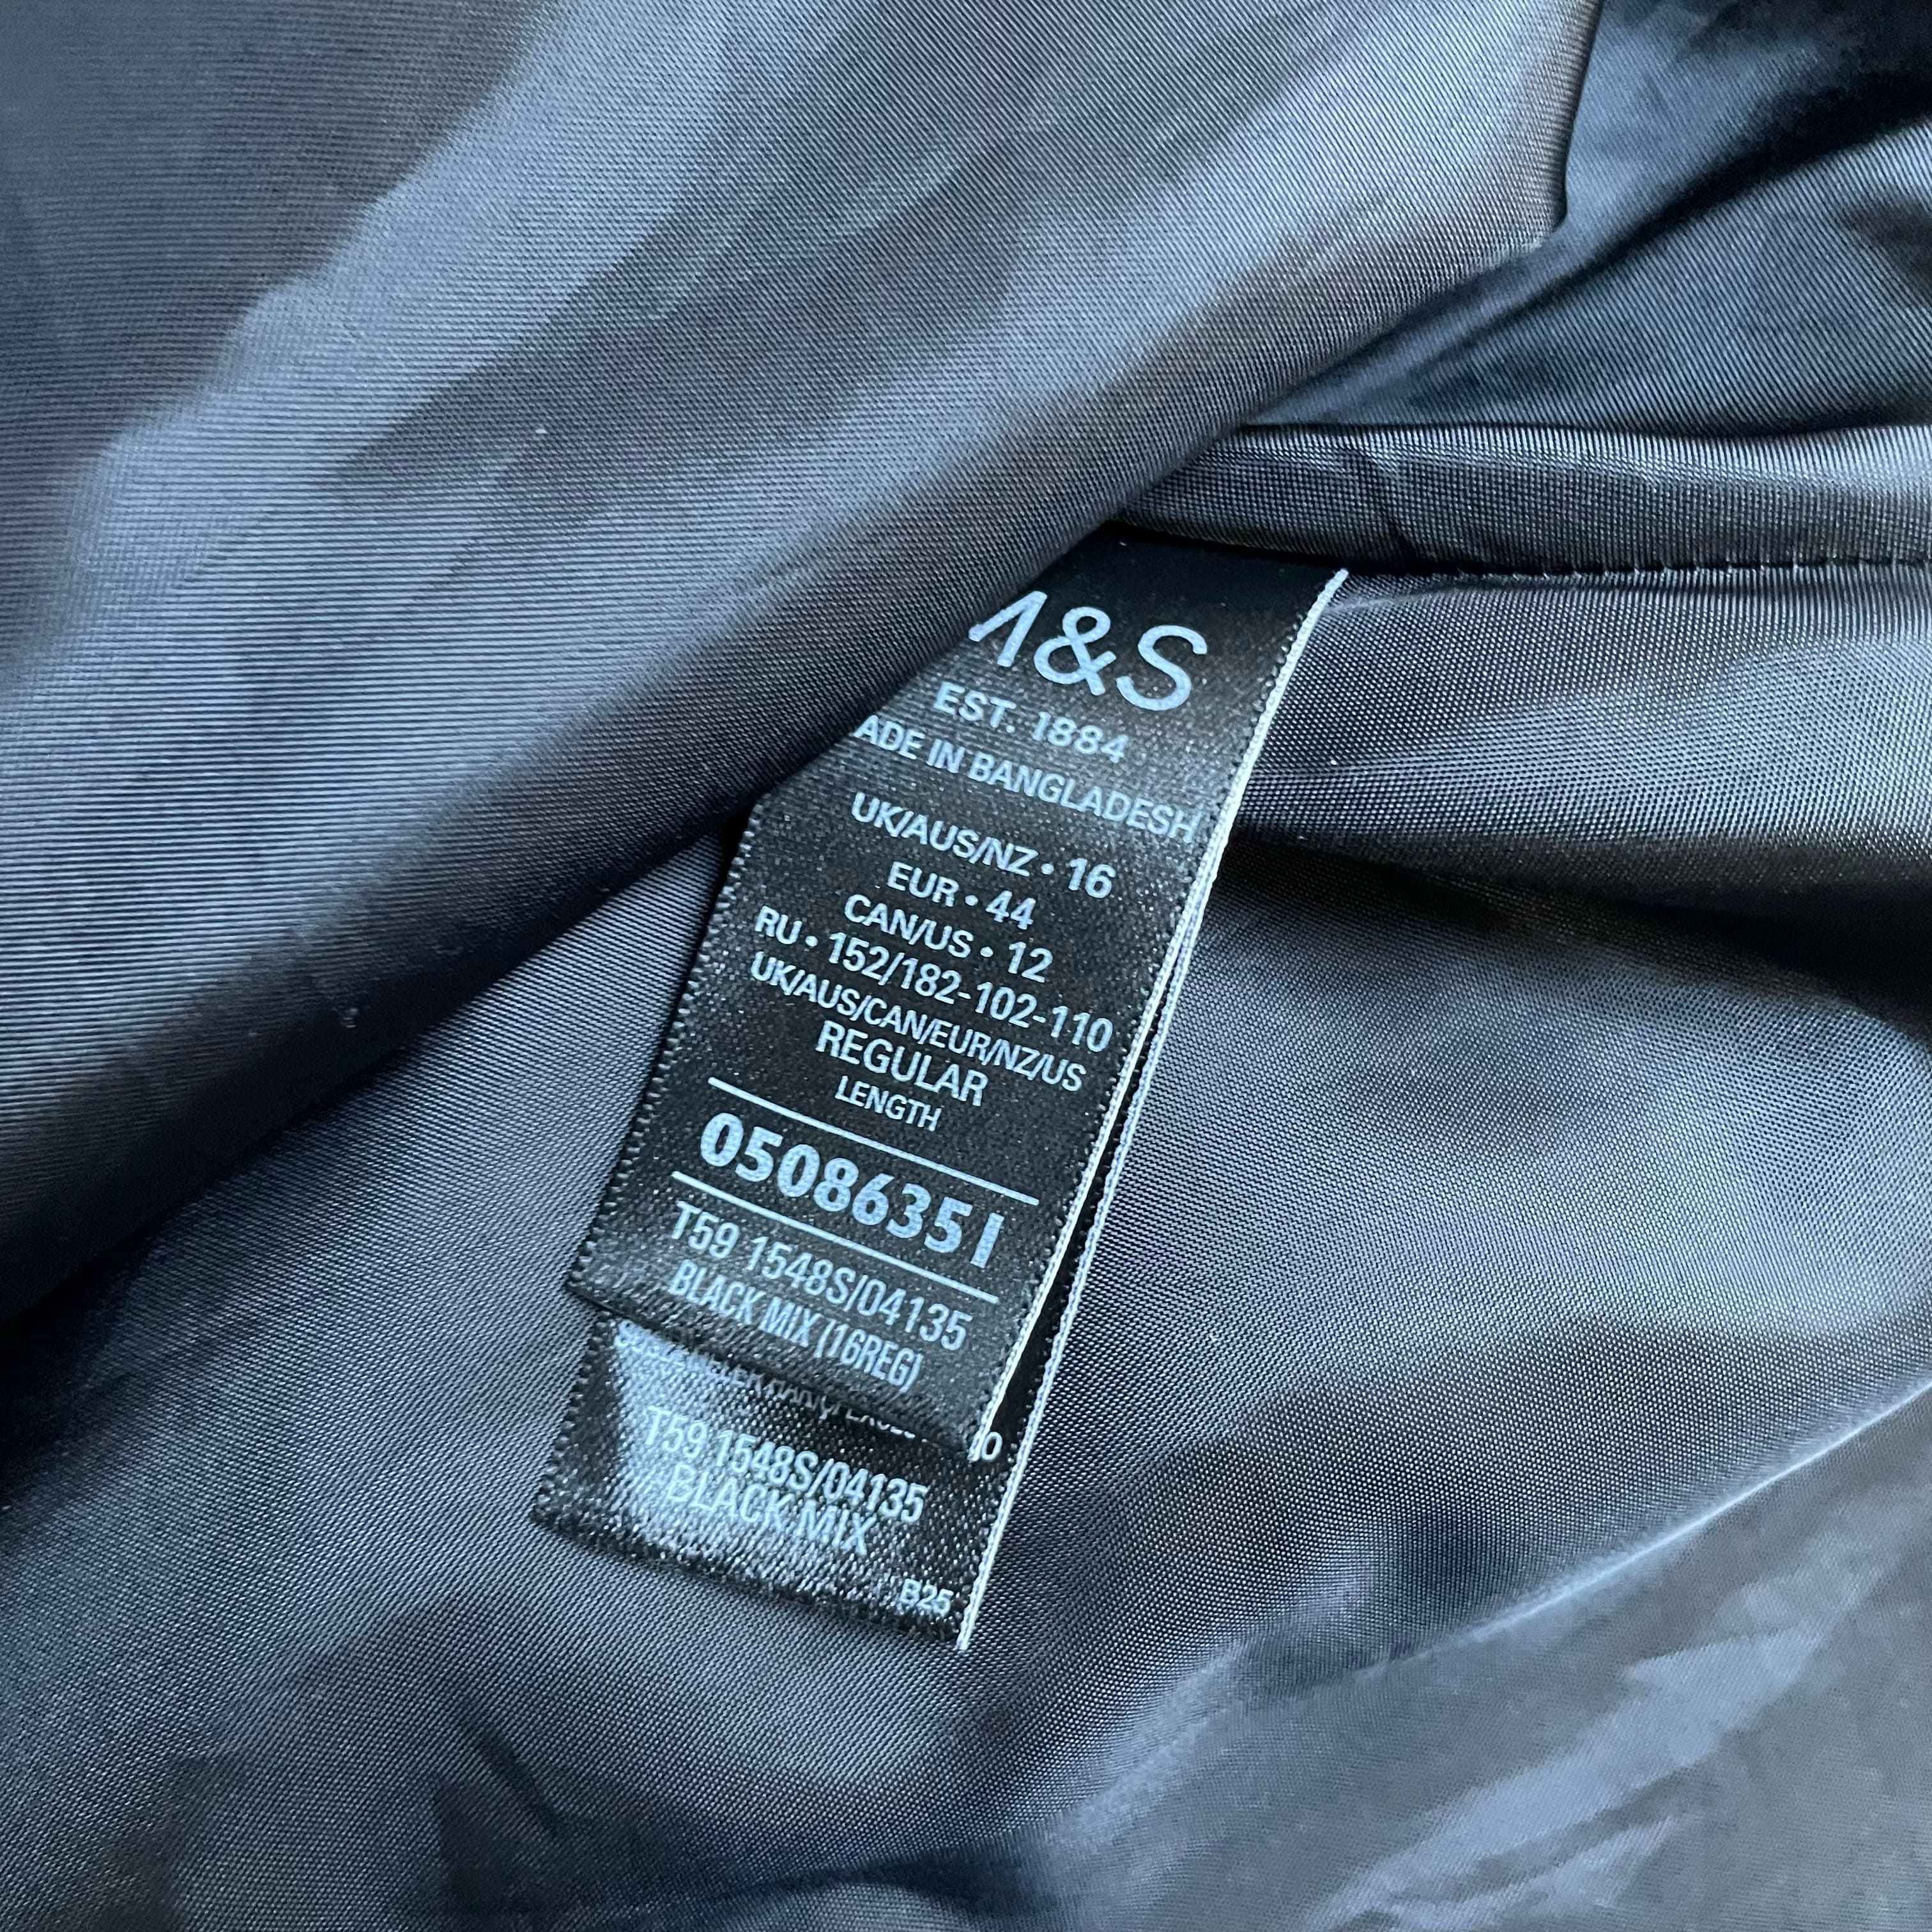 M&S
EST. 1884
ADE IN BANGLADESH
UK/AUS/NZ • 16
EUR • 44
CAN/US • 12
RU • 152/182-102-110
UK/AUS/CAN/EUR/NZ/US
REGULAR
LENGTH
05086351
T59 1548S/04135
BLACK MIX (16REG)
T59 1548S/04135
BLACK MIX
B25